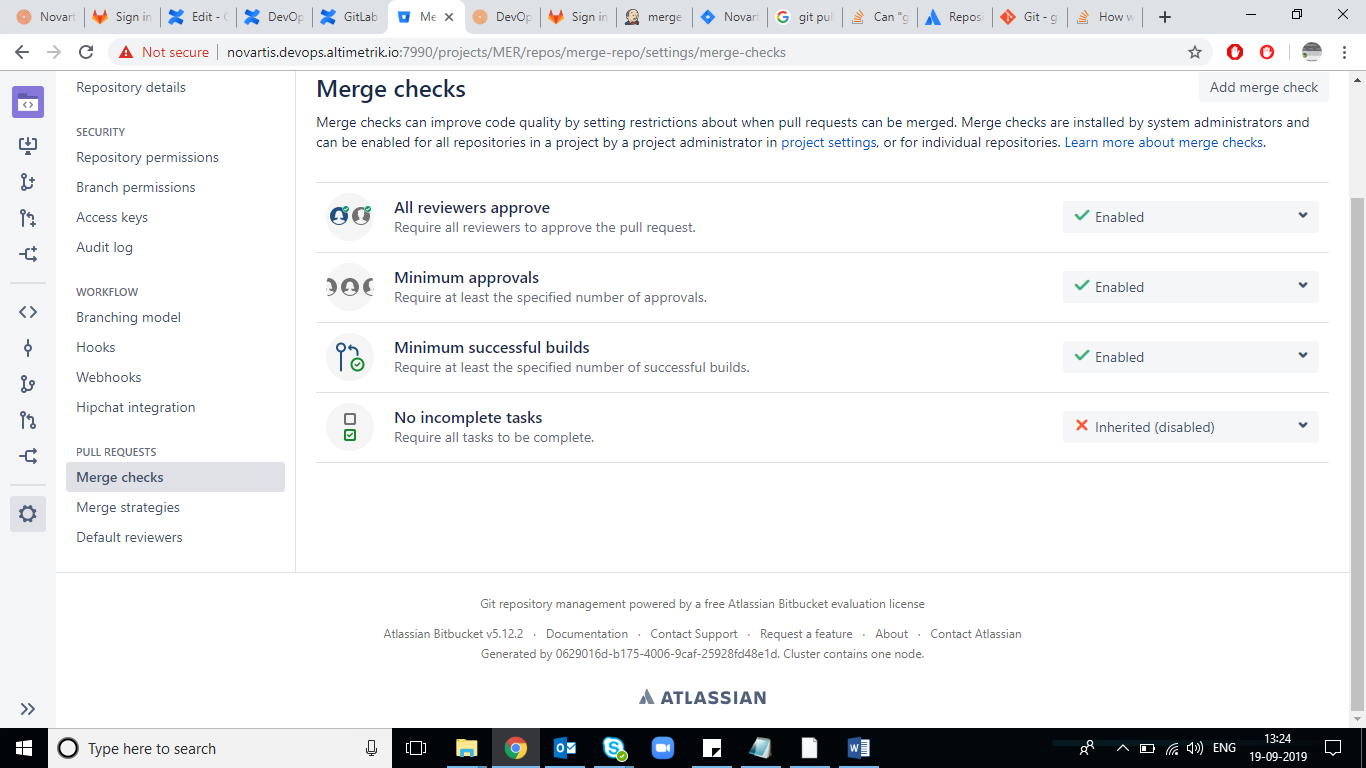 Novart
Sign in
Edit - C
DevOp
GitLab
Me
DevOp
Sign in
merge
Novart
git pul
Can "g
Repos
Git - g
How w
Not secure
novartis.devops.altimetrik.io:7990/projects/MER/repos/merge-repo/settings/merge-checks
Repository details
SECURITY
Repository permissions
Branch permissions
Access keys
Audit log
WORKFLOW
Branching model
Hooks
Webhooks
Hipchat integration
PULL REQUESTS
Merge checks
Merge strategies
Default reviewers
Merge checks
Add merge check
Merge checks can improve code quality by setting restrictions about when pull requests can be merged. Merge checks are installed by system administrators and
can be enabled for all repositories in a project by a project administrator in project settings, or for individual repositories. Learn more about merge checks.
All reviewers approve
Require all reviewers to approve the pull request.
Enabled
Minimum approvals
Require at least the specified number of approvals.
Enabled
Minimum successful builds
Require at least the specified number of successful builds.
Enabled
No incomplete tasks
Require all tasks to be complete.
Inherited (disabled)
Git repository management powered by a free Atlassian Bitbucket evaluation license
Atlassian Bitbucket v5.12.2 · Documentation · Contact Support · Request a feature · About · Contact Atlassian
Generated by 0629016d-b175-4006-9caf-25928fd48e1d. Cluster contains one node.
ATLASSIAN
Type here to search
ENG
13:24
19-09-2019